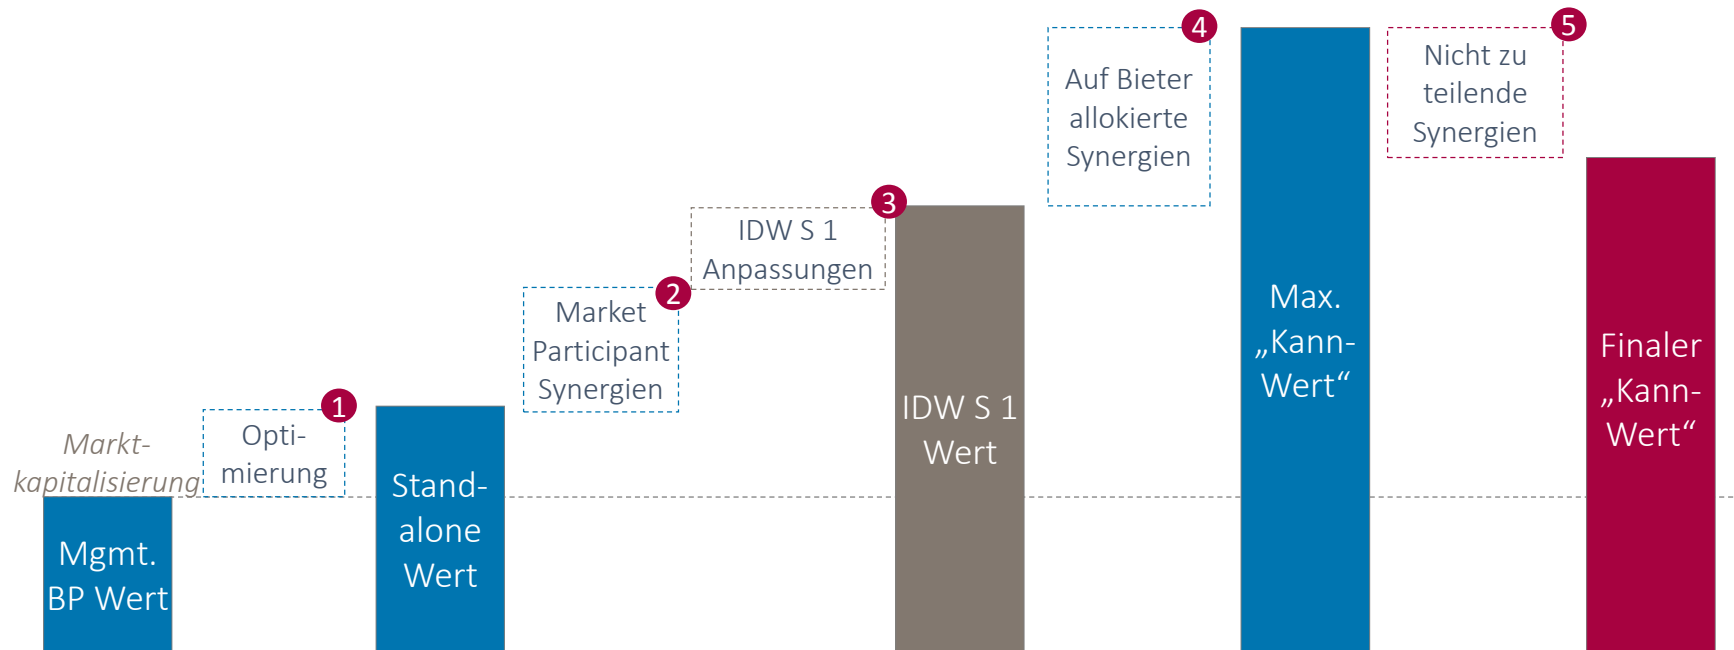 Markt-
kapitalisierung
Mgmt.
BP Wert
1
Opti-
mierung
Stand-
alone
Wert
2
Market
Participant
Synergien
3
IDW S 1
Anpassungen
IDW S 1
Wert
4
Auf Bieter
allokierte
Synergien
Max.
„Kann-
Wert“
5
Nicht zu
teilende
Synergien
Finaler
„Kann-
Wert“